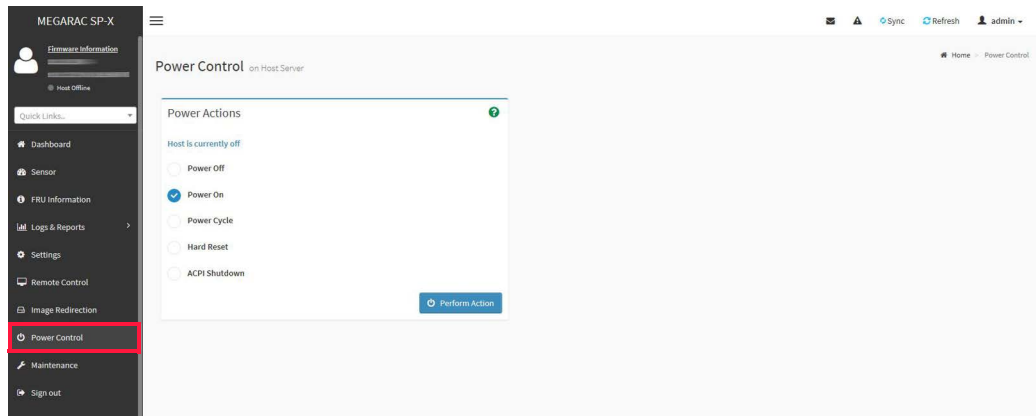 MEGARAC SP-X
Sync
Refresh
admin
Firmware Information
Host Offline
Quick Links..
Dashboard
Sensor
FRU Information
Logs & Reports
Settings
Remote Control
Image Redirection
Power Control
Maintenance
Sign out
Home > Power Control
Power Control on Host Server
Power Actions
Host is currently off
Power Off
Power On
Power Cycle
Hard Reset
ACPI Shutdown
Perform Action